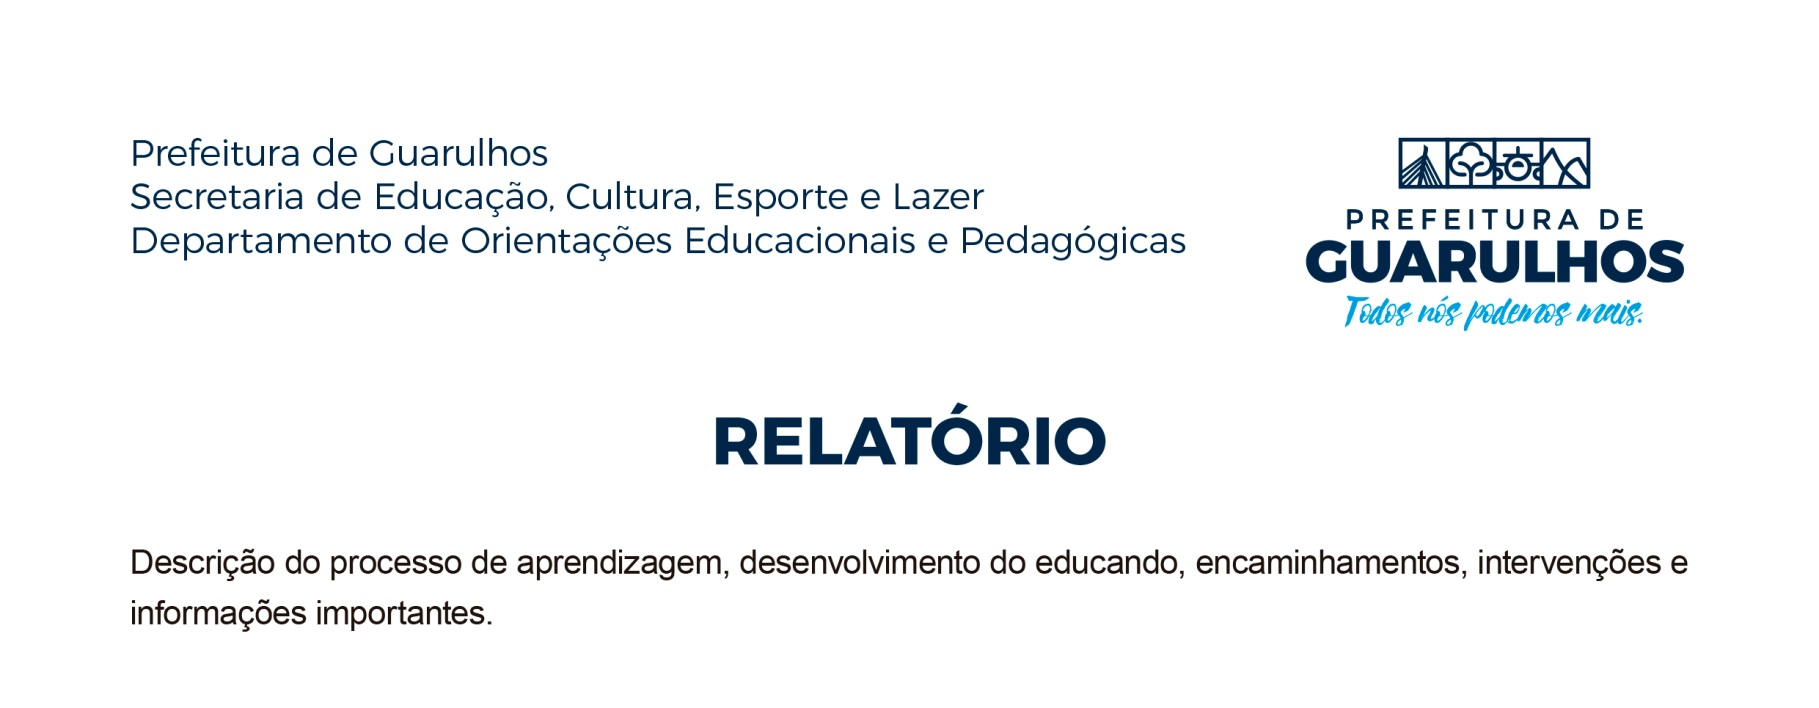 Prefeitura de Guarulhos
Secretaria de Educação, Cultura, Esporte e Lazer
Departamento de Orientações Educacionais e Pedagógicas
PREFEITURA DE
GUARULHOS
Todos nós podemos mais.
RELATÓRIO
Descrição do processo de aprendizagem, desenvolvimento do educando, encaminhamentos, intervenções e
informações importantes.